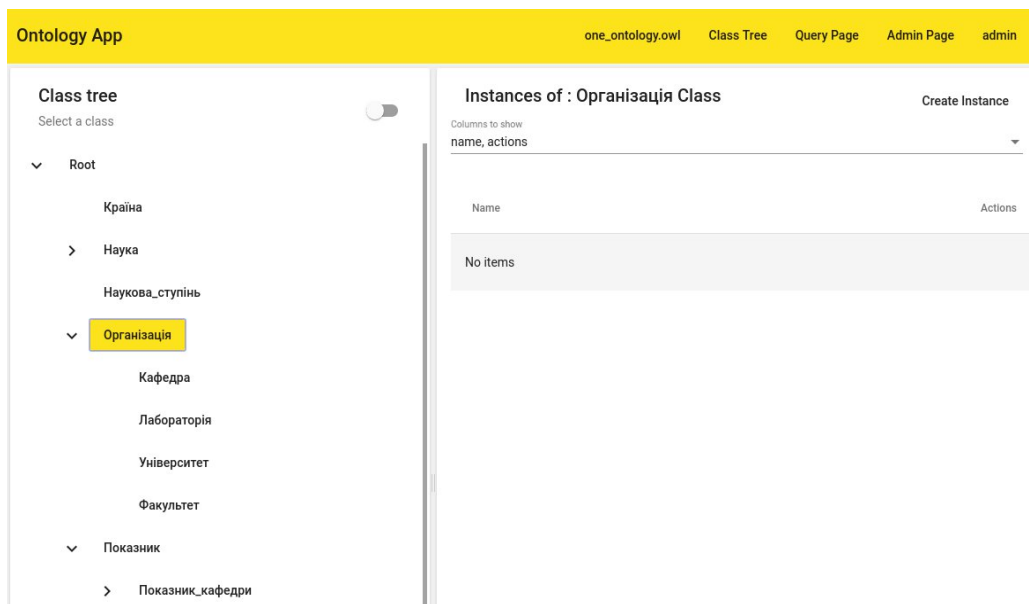 Ontology App
one_ontology.owl Class Tree Query Page Admin Page admin
Class tree
Select a class
Root
Країна
Наука
Наукова_ступінь
Організація
Кафедра
Лабораторія
Університет
Факультет
Показник
Показник_кафедри
Instances of : Організація Class
Create Instance
Columns to show
name, actions
Name Actions
No items